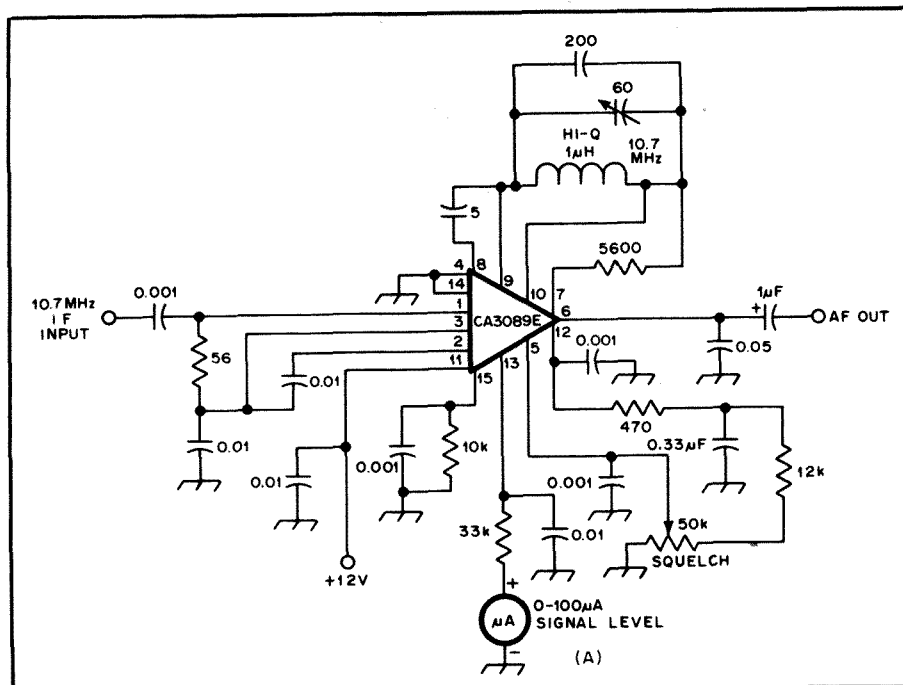 200
60
HI-Q
1µH
10.7
MHz
5
5600
4
8
9
10
7
14
10.7MHz
I F
INPUT
0.001
1
3
2
11
CA3089E
6
12
5
13
15
1µF
+
AF OUT
0.05
56
0.01
0.001
470
0.33µF
12k
0.01
0.01
0.001
10k
0.001
33k
0.01
50k
SQUELCH
+12V
+
µA
0-100µA
SIGNAL LEVEL
-
(A)